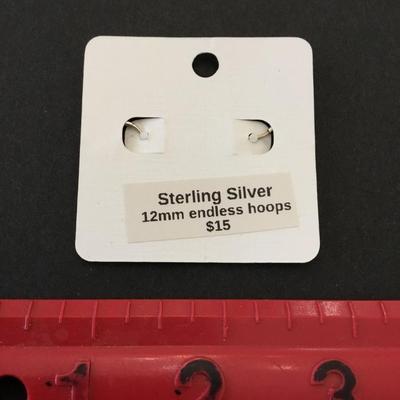 Sterling Silver
12mm endless hoops
$15
1 2 3